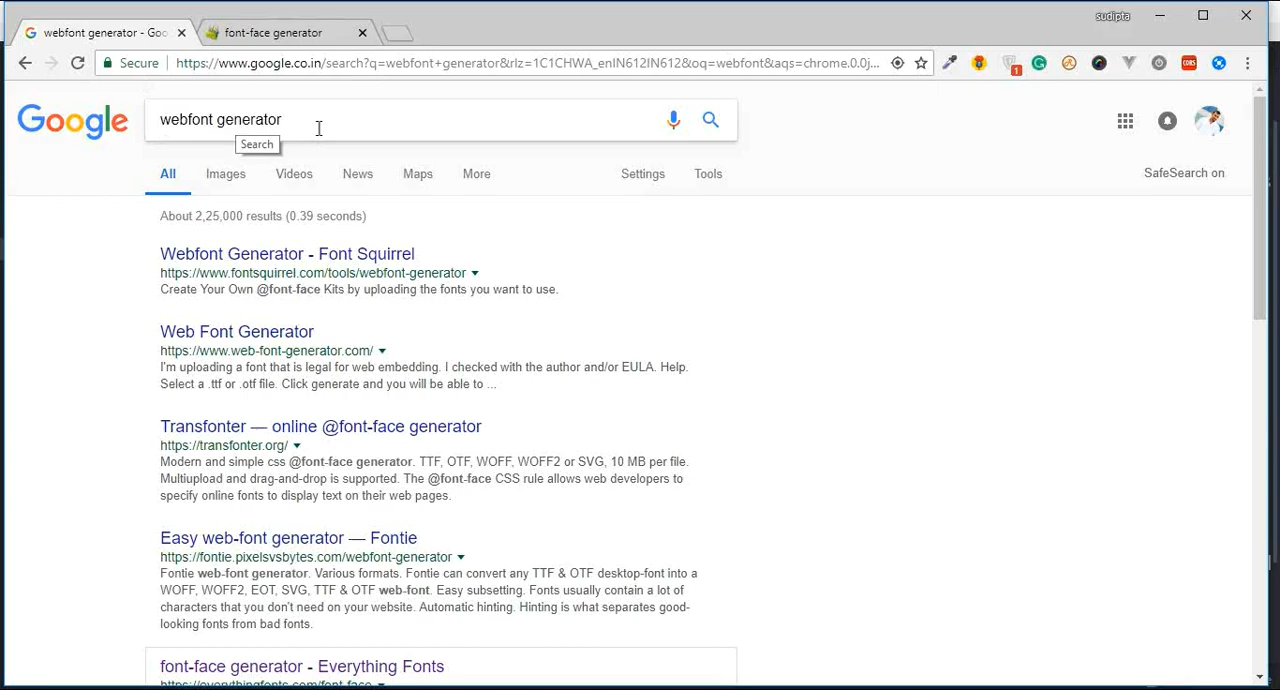 sudipta
webfont generator - Goo
font-face generator
Secure https://www.google.co.in/search?q=webfont+generator&rlz=1C1CHWA_enIN612IN612&oq=webfont&aqs=chrome.0.0j...
1
CORS
Google
webfont generator
Search
All Images Videos News Maps More Settings Tools
SafeSearch on
About 2,25,000 results (0.39 seconds)
Webfont Generator - Font Squirrel
https://www.fontsquirrel.com/tools/webfont-generator
Create Your Own @font-face Kits by uploading the fonts you want to use.
Web Font Generator
https://www.web-font-generator.com/
I'm uploading a font that is legal for web embedding. I checked with the author and/or EULA. Help.
Select a .ttf or .otf file. Click generate and you will be able to ...
Transfonter — online @font-face generator
https://transfonter.org/
Modern and simple css @font-face generator. TTF, OTF, WOFF, WOFF2 or SVG, 10 MB per file.
Multiupload and drag-and-drop is supported. The @font-face CSS rule allows web developers to
specify online fonts to display text on their web pages.
Easy web-font generator — Fontie
https://fontie.pixelsvsbytes.com/webfont-generator
Fontie web-font generator. Various formats. Fontie can convert any TTF & OTF desktop-font into a
WOFF, WOFF2, EOT, SVG, TTF & OTF web-font. Easy subsetting. Fonts usually contain a lot of
characters that you don't need on your website. Automatic hinting. Hinting is what separates good-
looking fonts from bad fonts.
font-face generator - Everything Fonts
https://everythingfonts.com/font-face